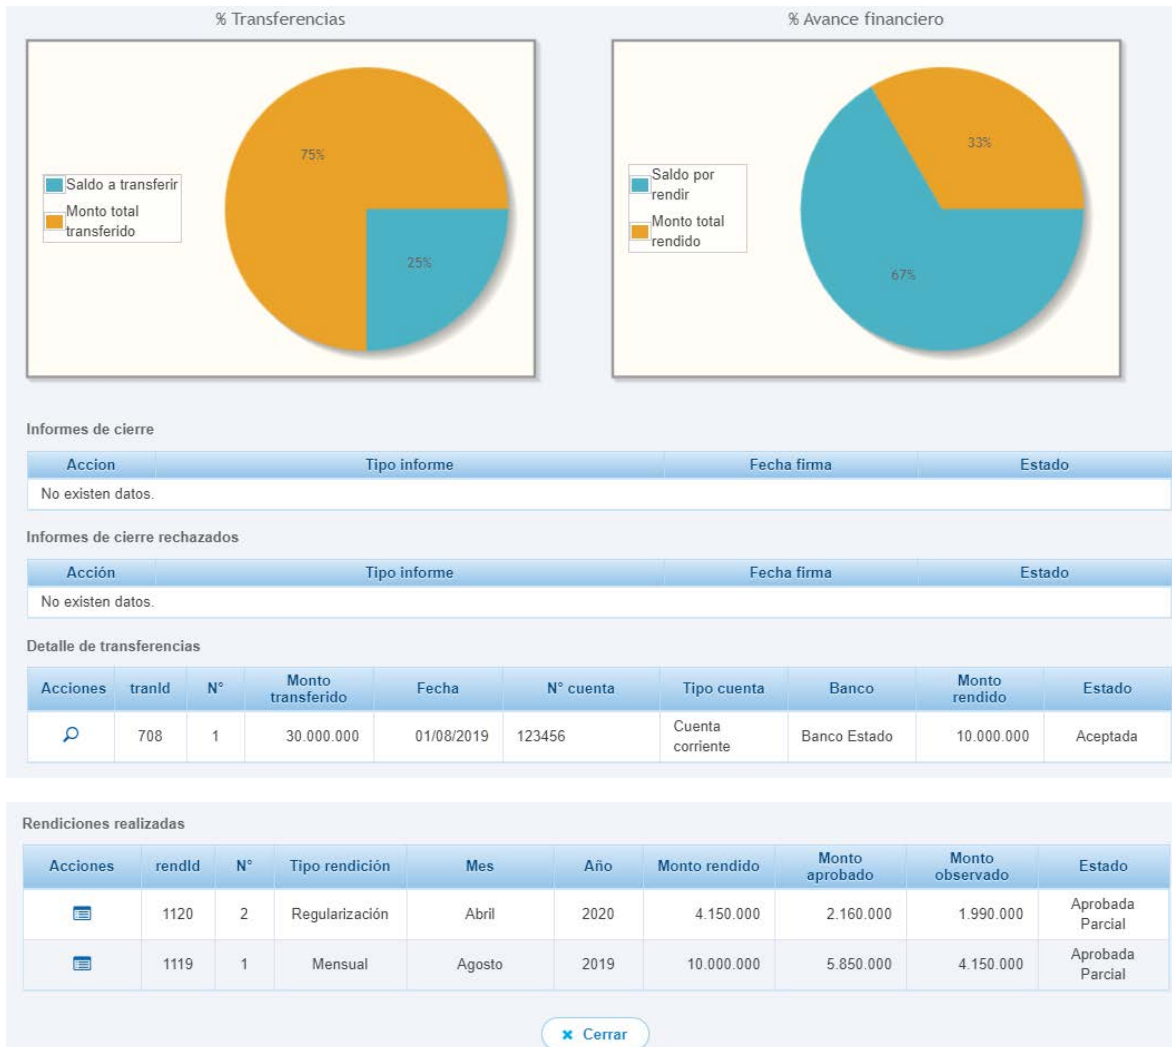 % Transferencias
% Avance financiero
75%
25%
Saldo a transferir
Monto total
transferido
33%
67%
Saldo por
rendir
Monto total
rendido
Informes de cierre
Accion Tipo informe Fecha firma Estado
No existen datos.
Informes de cierre rechazados
Acción Tipo informe Fecha firma Estado
No existen datos.
Detalle de transferencias
Acciones tranId N° Monto transferido Fecha N° cuenta Tipo cuenta Banco Monto rendido Estado
708 1 30.000.000 01/08/2019 123456 Cuenta corriente Banco Estado 10.000.000 Aceptada
Rendiciones realizadas
Acciones rendId N° Tipo rendición Mes Año Monto rendido Monto aprobado Monto observado Estado
1120 2 Regularización Abril 2020 4.150.000 2.160.000 1.990.000 Aprobada Parcial
1119 1 Mensual Agosto 2019 10.000.000 5.850.000 4.150.000 Aprobada Parcial
Cerrar